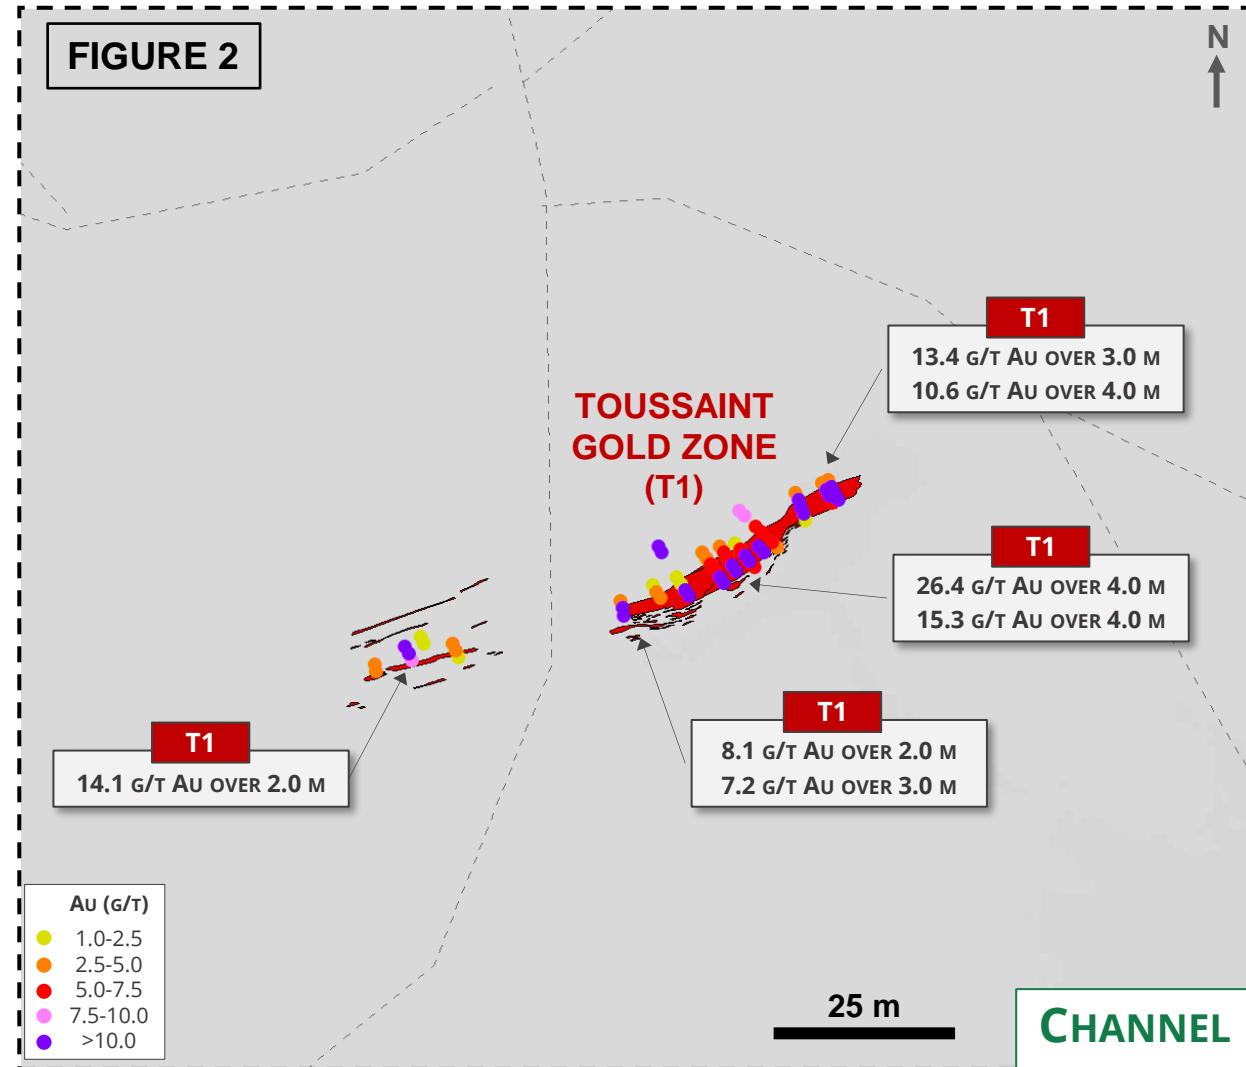 FIGURE 2
N
T1
13.4 G/T AU OVER 3.0 M
10.6 G/T AU OVER 4.0 M
TOUSSAINT
GOLD ZONE
(T1)
T1
26.4 G/T AU OVER 4.0 M
15.3 G/T AU OVER 4.0 M
T1
8.1 G/T AU OVER 2.0 M
7.2 G/T AU OVER 3.0 M
T1
14.1 G/T AU OVER 2.0 M
AU (G/T)
1.0-2.5
2.5-5.0
5.0-7.5
7.5-10.0
>10.0
25 m
CHANNEL